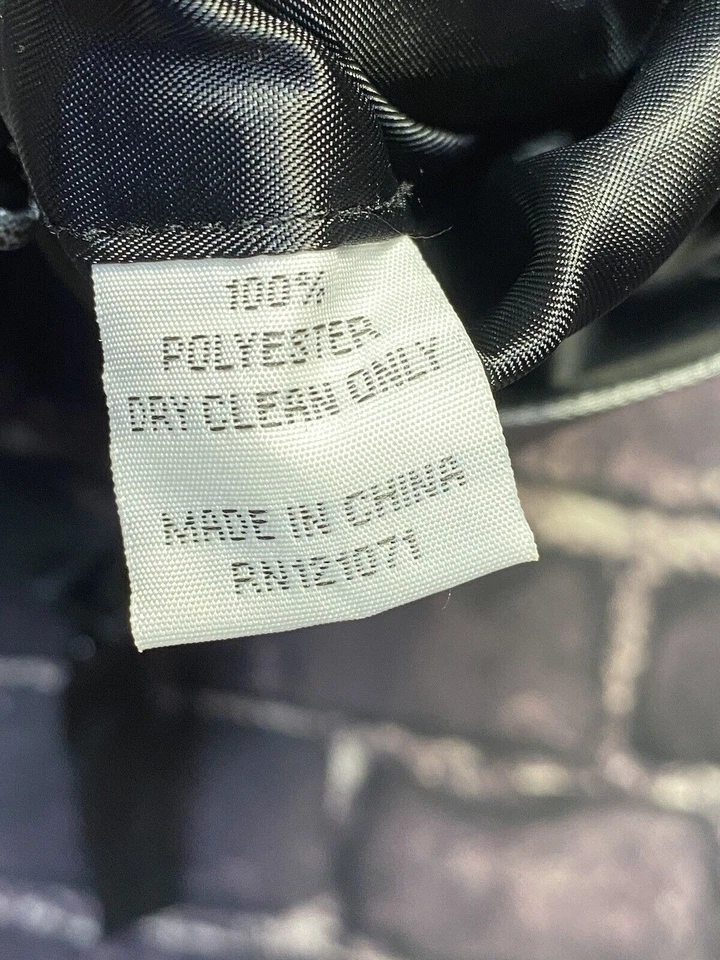 100%
POLYESTER
DRY CLEAN ONLY
MADE IN CHINA
RN121071